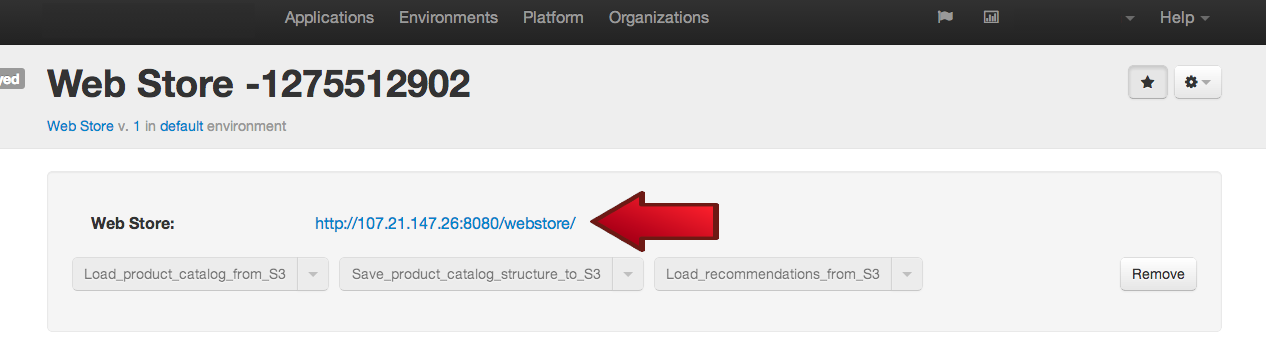 Applications Environments Platform Organizations Help
yed
Web Store -1275512902
Web Store v. 1 in default environment
Web Store: http://107.21.147.26:8080/webstore/
Load_product_catalog_from_S3 Save_product_catalog_structure_to_S3 Load_recommendations_from_S3 Remove